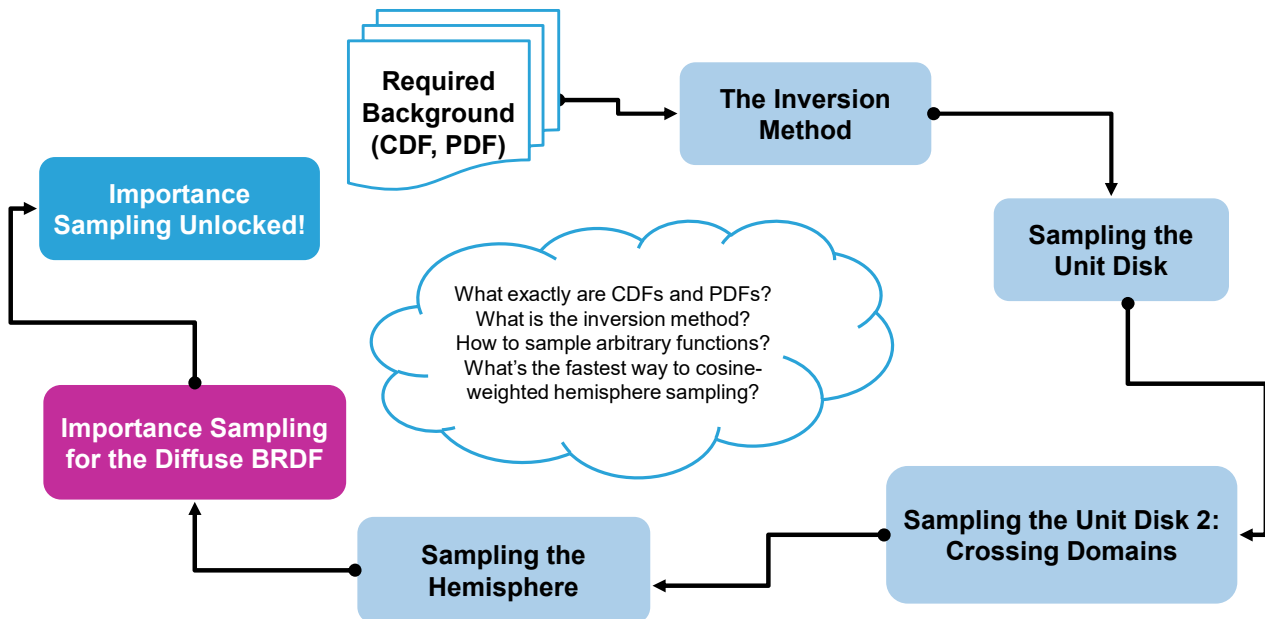 Required
Background
(CDF, PDF)
The Inversion
Method
Sampling the
Unit Disk
Sampling the Unit Disk 2:
Crossing Domains
Sampling the
Hemisphere
Importance Sampling
for the Diffuse BRDF
Importance
Sampling Unlocked!
What exactly are CDFs and PDFs?
What is the inversion method?
How to sample arbitrary functions?
What’s the fastest way to cosine-
weighted hemisphere sampling?